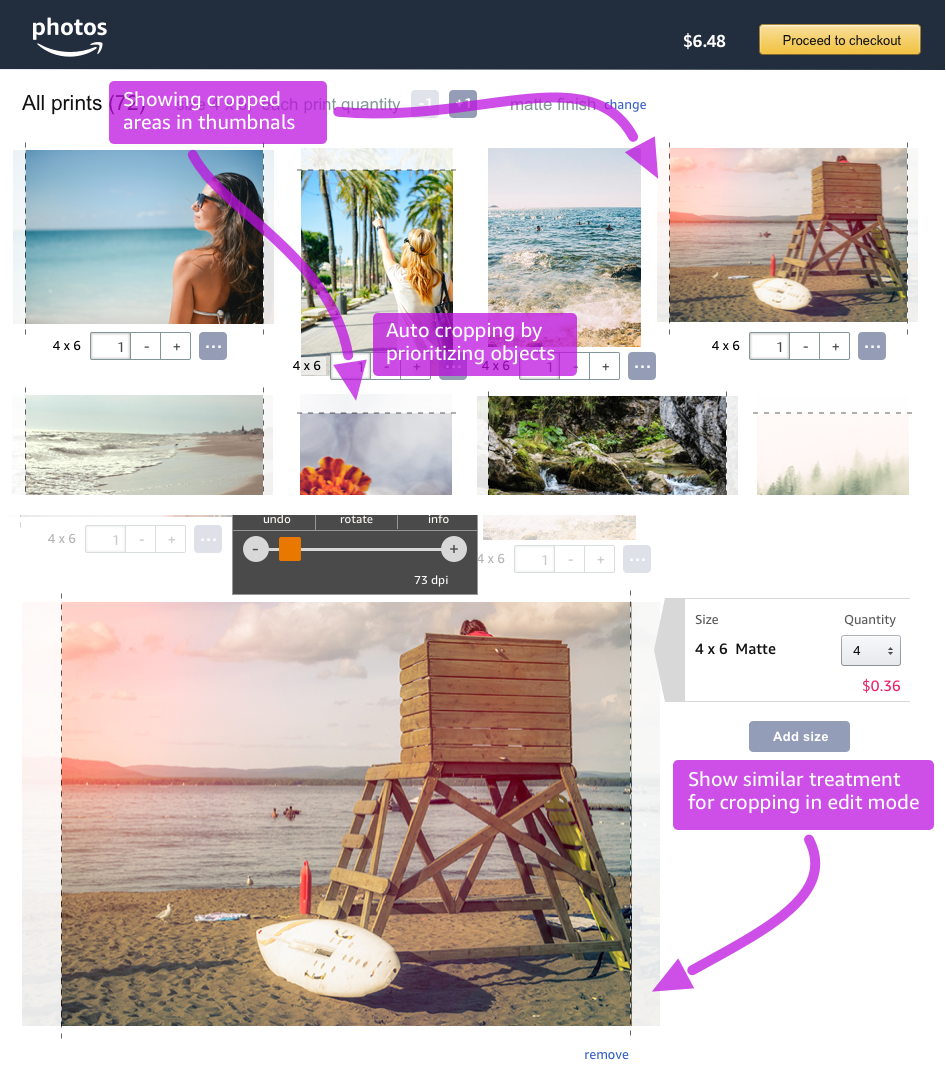 photos
$6.48
Proceed to checkout
All prints (72)
each print quantity
-1
+1
matte finish
change
Showing cropped
areas in thumbnals
4 x 6
1
-
+
...
Auto cropping by
prioritizing objects
4 x 6
1
-
+
...
4 x 6
1
-
+
...
4 x 6
1
-
+
...
4 x 6
1
-
+
...
undo
rotate
info
-
+
73 dpi
4 x 6
1
-
+
...
Size
Quantity
4 x 6 Matte
4
$0.36
Add size
Show similar treatment
for cropping in edit mode
remove